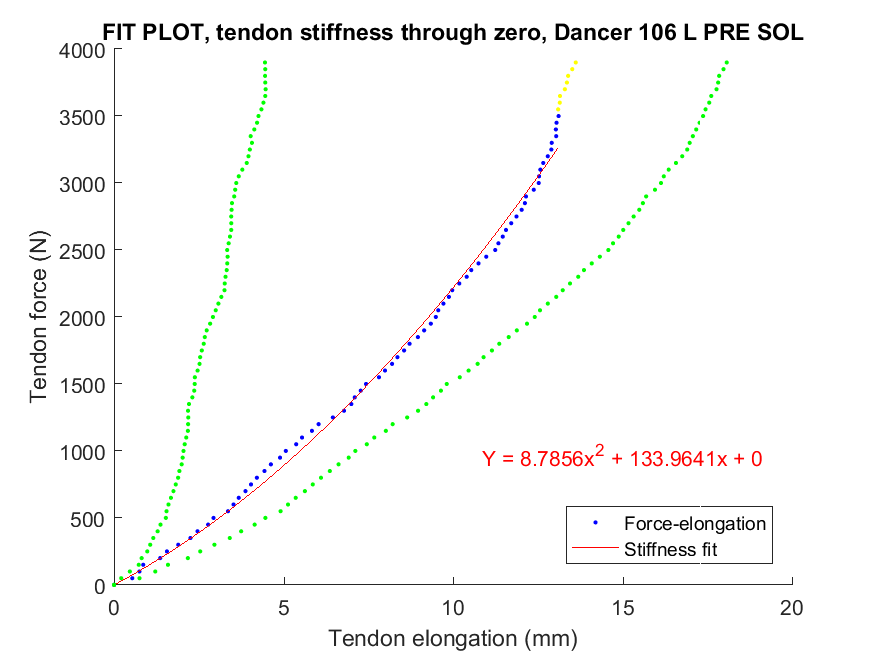 FIT PLOT, tendon stiffness through zero, Dancer 106 L PRE SOL
4000
3500
3000
2500
2000
1500
1000
500
0
Tendon force (N)
Y = 8.7856x² + 133.9641x + 0
Force-elongation
Stiffness fit
0 5 10 15 20
Tendon elongation (mm)